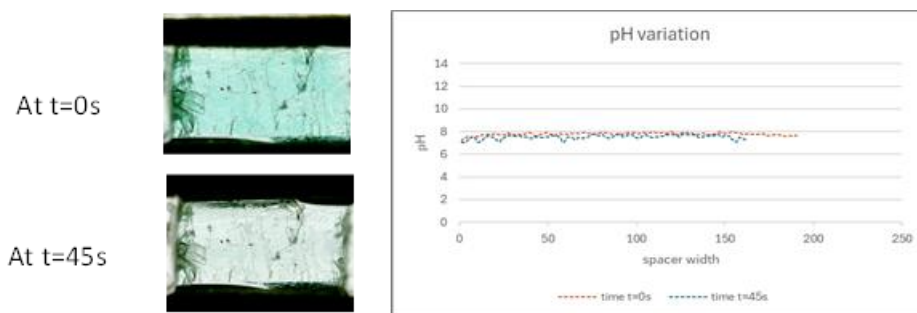 At t=0s
At t=45s
pH variation
pH
14
12
10
8
6
4
2
0
0 50 100 150 200 250
spacer width
time t=0s time t=45s